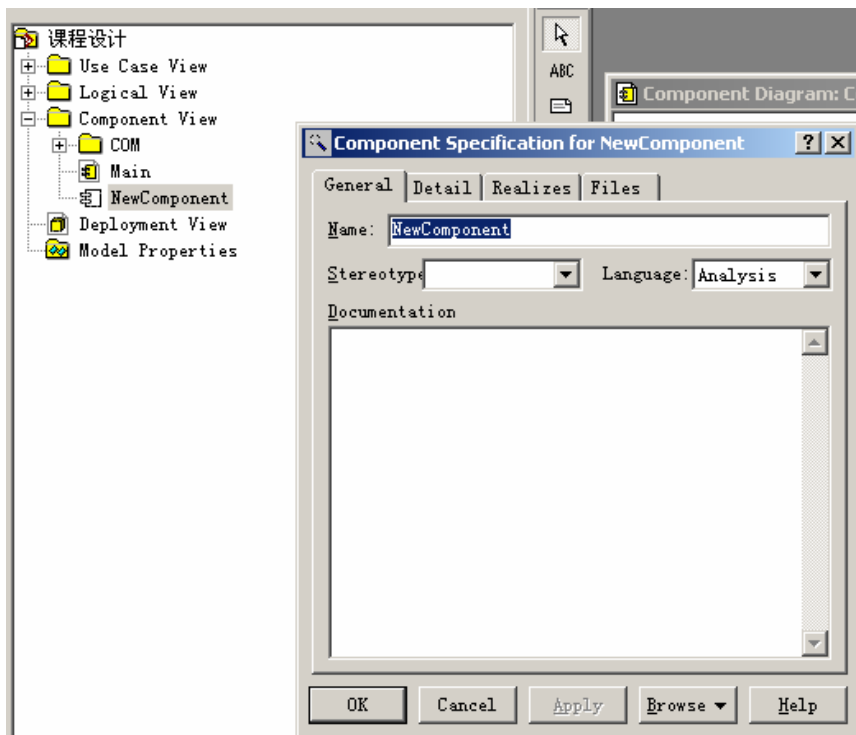 课程设计
Use Case View
Logical View
Component View
COM
Main
NewComponent
Deployment View
Model Properties
ABC
Component Diagram: C
Component Specification for NewComponent
General Detail Realizes Files
Name: NewComponent
Stereotype Language: Analysis
Documentation
OK Cancel Apply Browse Help